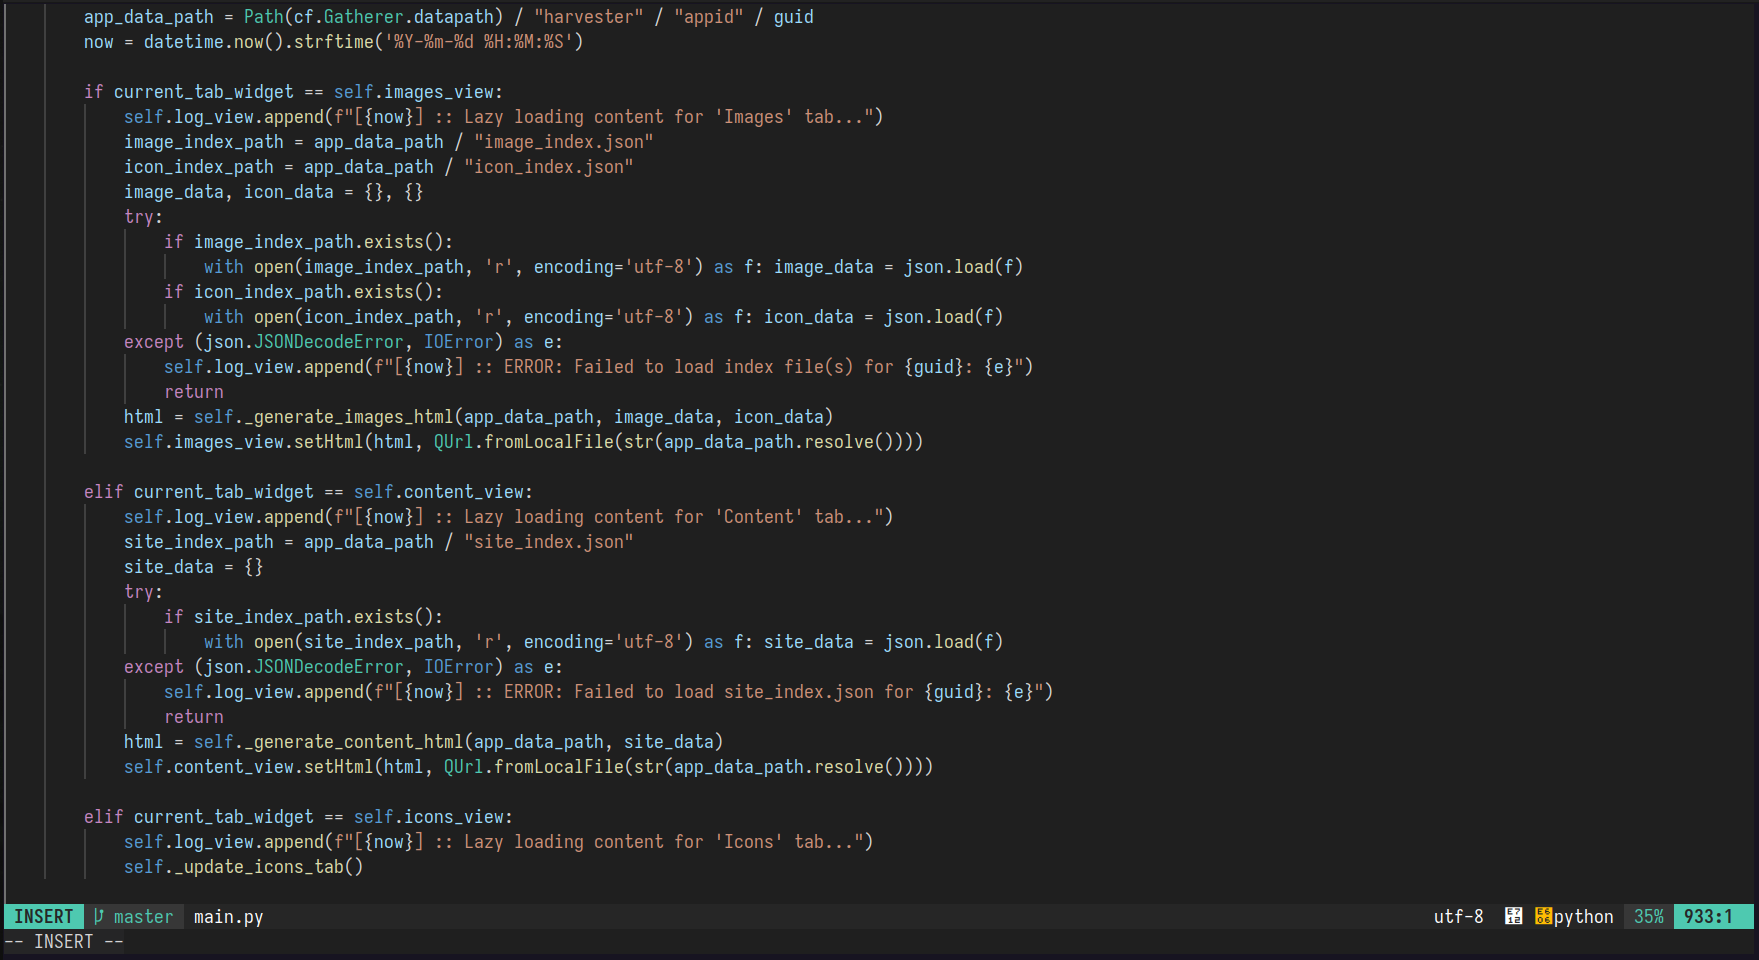 app_data_path = Path(cf.Gatherer.datapath) / "harvester" / "appid" / guid
now = datetime.now().strftime('%Y-%m-%d %H:%M:%S')
if current_tab_widget == self.images_view:
self.log_view.append(f"[{now}] :: Lazy loading content for 'Images' tab...")
image_index_path = app_data_path / "image_index.json"
icon_index_path = app_data_path / "icon_index.json"
image_data, icon_data = {}, {}
try:
if image_index_path.exists():
with open(image_index_path, 'r', encoding='utf-8') as f: image_data = json.load(f)
if icon_index_path.exists():
with open(icon_index_path, 'r', encoding='utf-8') as f: icon_data = json.load(f)
except (json.JSONDecodeError, IOError) as e:
self.log_view.append(f"[{now}] :: ERROR: Failed to load index file(s) for {guid}: {e}")
return
html = self._generate_images_html(app_data_path, image_data, icon_data)
self.images_view.setHtml(html, QUrl.fromLocalFile(str(app_data_path.resolve())))
elif current_tab_widget == self.content_view:
self.log_view.append(f"[{now}] :: Lazy loading content for 'Content' tab...")
site_index_path = app_data_path / "site_index.json"
site_data = {}
try:
if site_index_path.exists():
with open(site_index_path, 'r', encoding='utf-8') as f: site_data = json.load(f)
except (json.JSONDecodeError, IOError) as e:
self.log_view.append(f"[{now}] :: ERROR: Failed to load site_index.json for {guid}: {e}")
return
html = self._generate_content_html(app_data_path, site_data)
self.content_view.setHtml(html, QUrl.fromLocalFile(str(app_data_path.resolve())))
elif current_tab_widget == self.icons_view:
self.log_view.append(f"[{now}] :: Lazy loading content for 'Icons' tab...")
self._update_icons_tab()
INSERT master main.py utf-8 E712 E606 python 35% 933:1
-- INSERT --